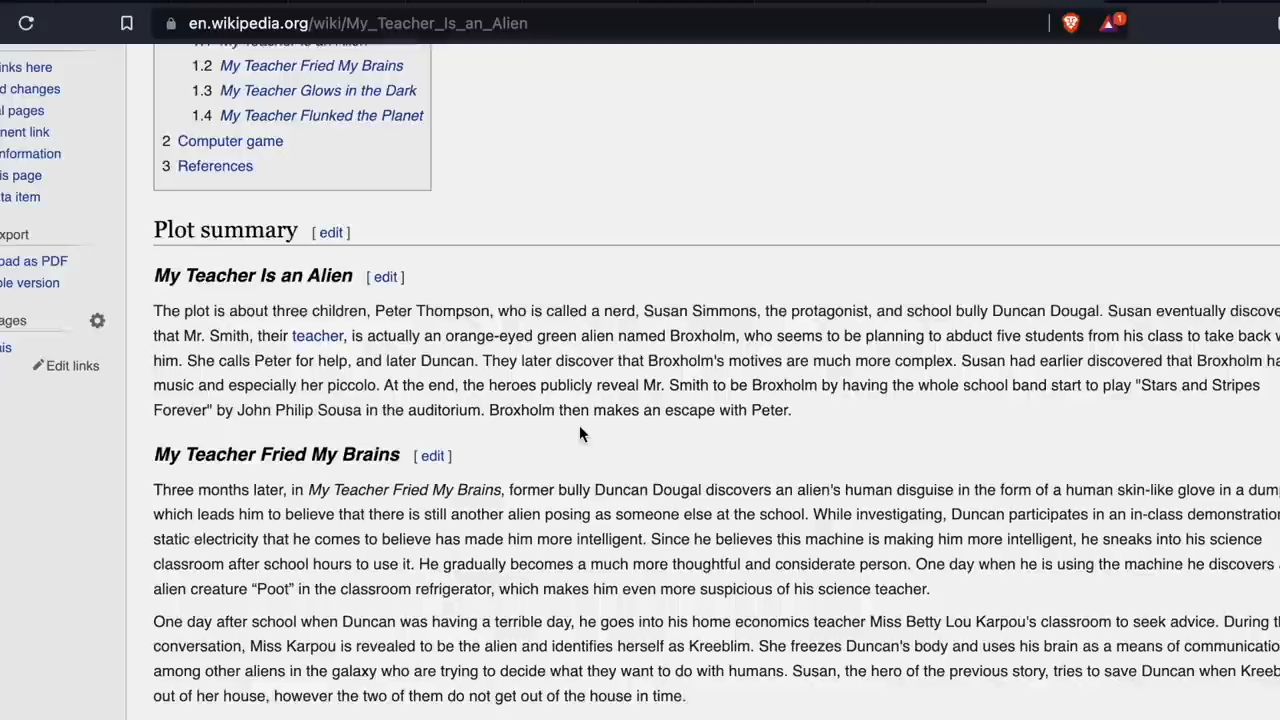 en.wikipedia.org/wiki/My_Teacher_Is_an_Alien
1
1.2 My Teacher Fried My Brains
1.3 My Teacher Glows in the Dark
1.4 My Teacher Flunked the Planet
2 Computer game
3 References
inks here
d changes
l pages
nent link
nformation
is page
ta item
xport
oad as PDF
ble version
ages
is
Edit links
Plot summary [ edit ]
My Teacher Is an Alien [ edit ]
The plot is about three children, Peter Thompson, who is called a nerd, Susan Simmons, the protagonist, and school bully Duncan Dougal. Susan eventually discove
that Mr. Smith, their teacher, is actually an orange-eyed green alien named Broxholm, who seems to be planning to abduct five students from his class to take back w
him. She calls Peter for help, and later Duncan. They later discover that Broxholm's motives are much more complex. Susan had earlier discovered that Broxholm ha
music and especially her piccolo. At the end, the heroes publicly reveal Mr. Smith to be Broxholm by having the whole school band start to play "Stars and Stripes
Forever" by John Philip Sousa in the auditorium. Broxholm then makes an escape with Peter.
My Teacher Fried My Brains [ edit ]
Three months later, in My Teacher Fried My Brains, former bully Duncan Dougal discovers an alien's human disguise in the form of a human skin-like glove in a dum
which leads him to believe that there is still another alien posing as someone else at the school. While investigating, Duncan participates in an in-class demonstration
static electricity that he comes to believe has made him more intelligent. Since he believes this machine is making him more intelligent, he sneaks into his science
classroom after school hours to use it. He gradually becomes a much more thoughtful and considerate person. One day when he is using the machine he discovers
alien creature “Poot” in the classroom refrigerator, which makes him even more suspicious of his science teacher.
One day after school when Duncan was having a terrible day, he goes into his home economics teacher Miss Betty Lou Karpou's classroom to seek advice. During th
conversation, Miss Karpou is revealed to be the alien and identifies herself as Kreeblim. She freezes Duncan's body and uses his brain as a means of communicatio
among other aliens in the galaxy who are trying to decide what they want to do with humans. Susan, the hero of the previous story, tries to save Duncan when Kreeb
out of her house, however the two of them do not get out of the house in time.